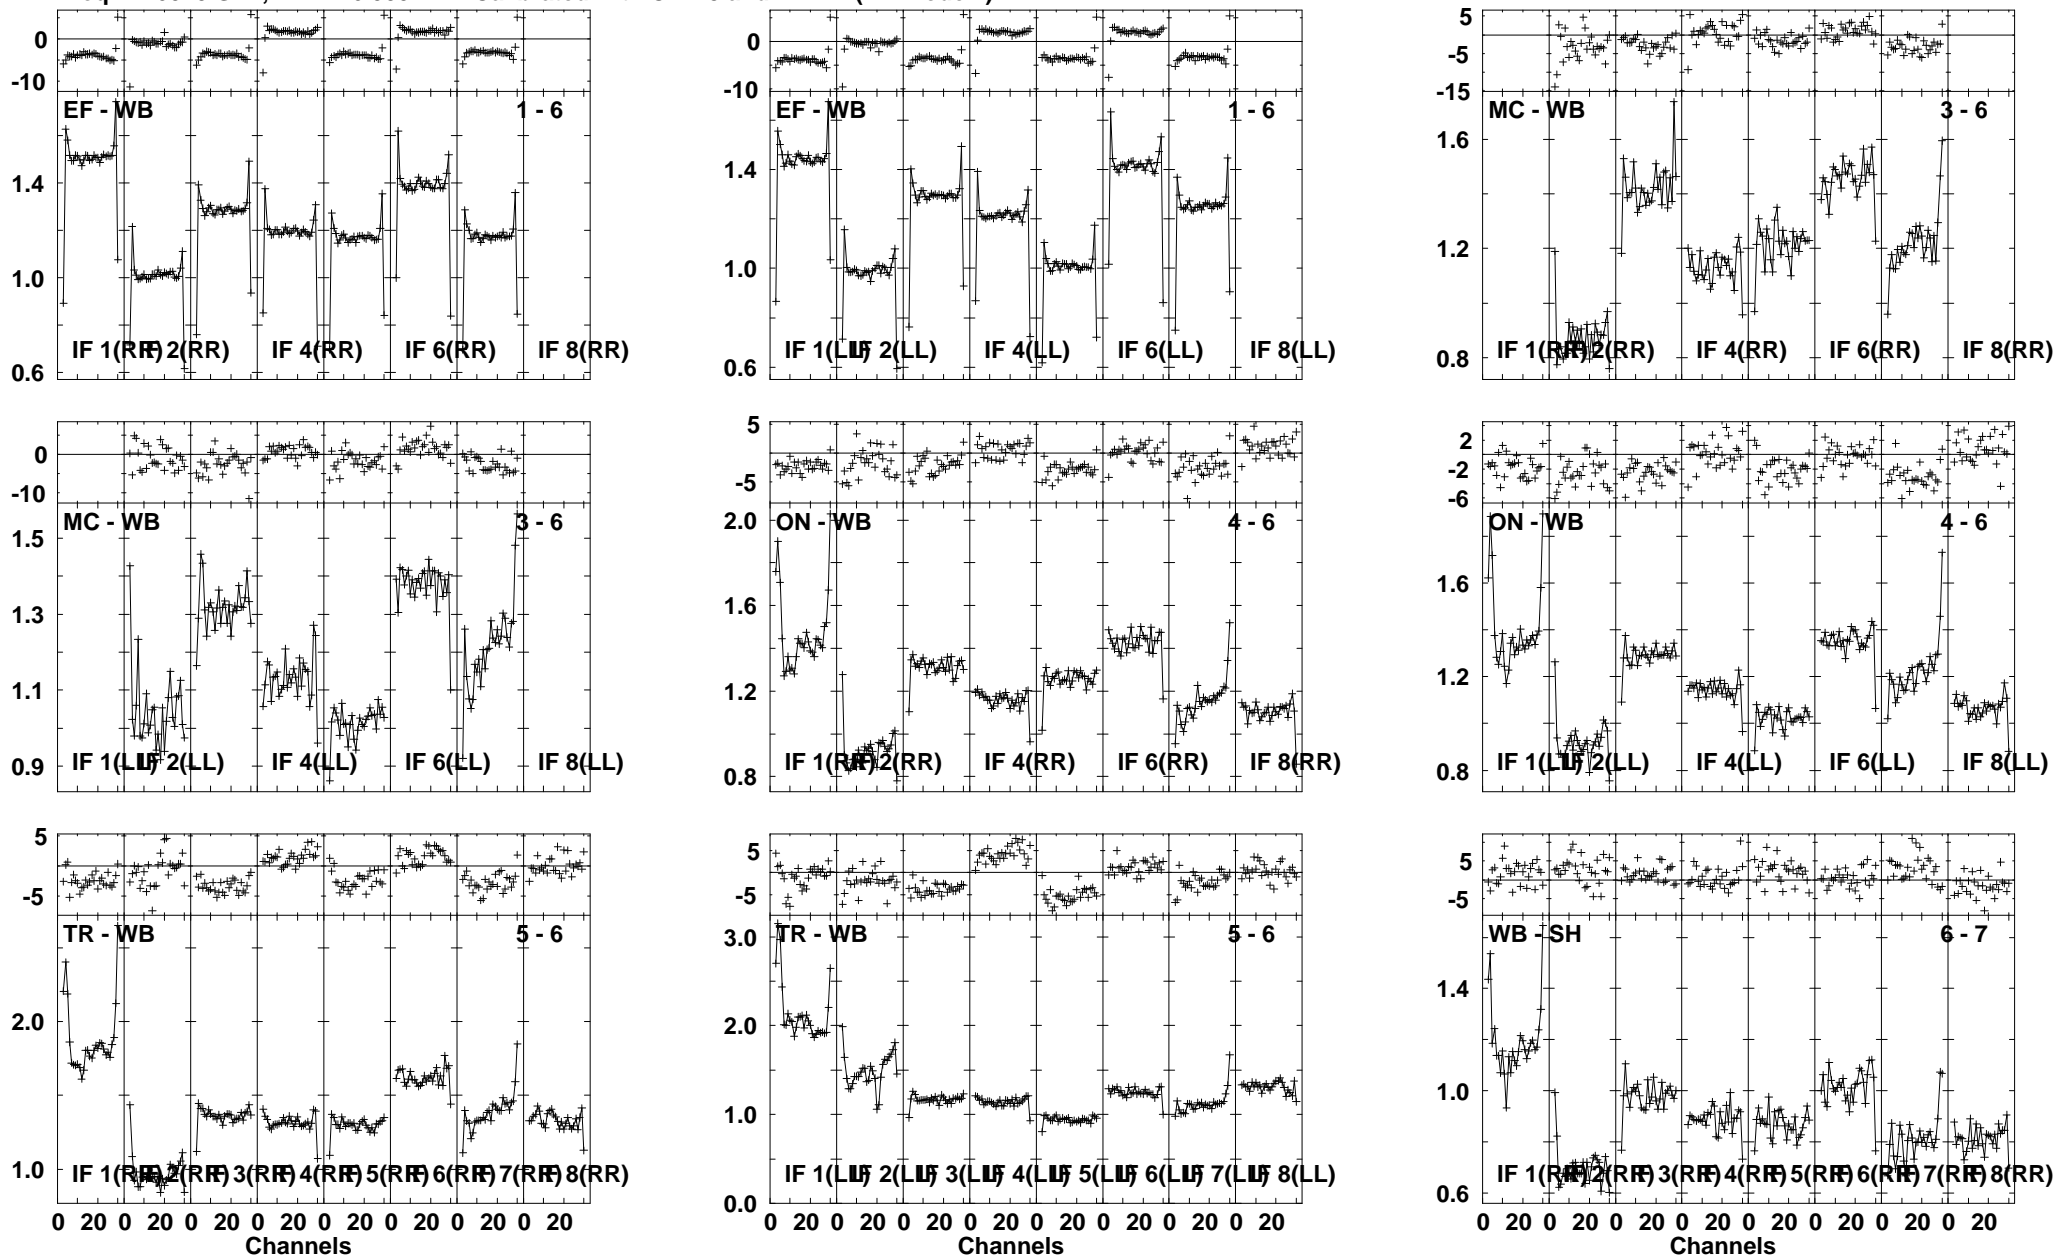 0
-10
EF - WB 1 - 6
1.4
1.0
0.6
IF 1(RR) IF 2(RR) IF 4(RR) IF 6(RR) IF 8(RR)
0
-10
EF - WB 1 - 6
1.4
1.0
0.6
IF 1(LL) IF 2(LL) IF 4(LL) IF 6(LL) IF 8(LL)
5
-5
-15
MC - WB 3 - 6
1.6
1.2
0.8
IF 1(RR) IF 2(RR) IF 4(RR) IF 6(RR) IF 8(RR)
0
-10
MC - WB 3 - 6
1.5
1.3
1.1
0.9
IF 1(LL) IF 2(LL) IF 4(LL) IF 6(LL) IF 8(LL)
5
-5
ON - WB 4 - 6
2.0
1.6
1.2
0.8
IF 1(RR) IF 2(RR) IF 4(RR) IF 6(RR) IF 8(RR)
2
-2
-6
ON - WB 4 - 6
1.6
1.2
0.8
IF 1(LL) IF 2(LL) IF 4(LL) IF 6(LL) IF 8(LL)
5
-5
TR - WB 5 - 6
2.0
1.0
IF 1(RR) IF 2(RR) IF 3(RR) IF 4(RR) IF 5(RR) IF 6(RR) IF 7(RR) IF 8(RR)
0 20 0 20 0 20 0 20 0 20 0 20 0 20 0 20
Channels
5
-5
TR - WB 5 - 6
3.0
2.0
1.0
0.0
IF 1(LL) IF 2(LL) IF 3(LL) IF 4(LL) IF 5(LL) IF 6(LL) IF 7(LL) IF 8(LL)
0 20 0 20 0 20 0 20 0 20 0 20 0 20 0 20
Channels
5
-5
WB - SH 6 - 7
1.4
1.0
0.6
IF 1(RR) IF 2(RR) IF 3(RR) IF 4(RR) IF 5(RR) IF 6(RR) IF 7(RR) IF 8(RR)
0 20 0 20 0 20 0 20 0 20 0 20 0 20 0 20
Channels